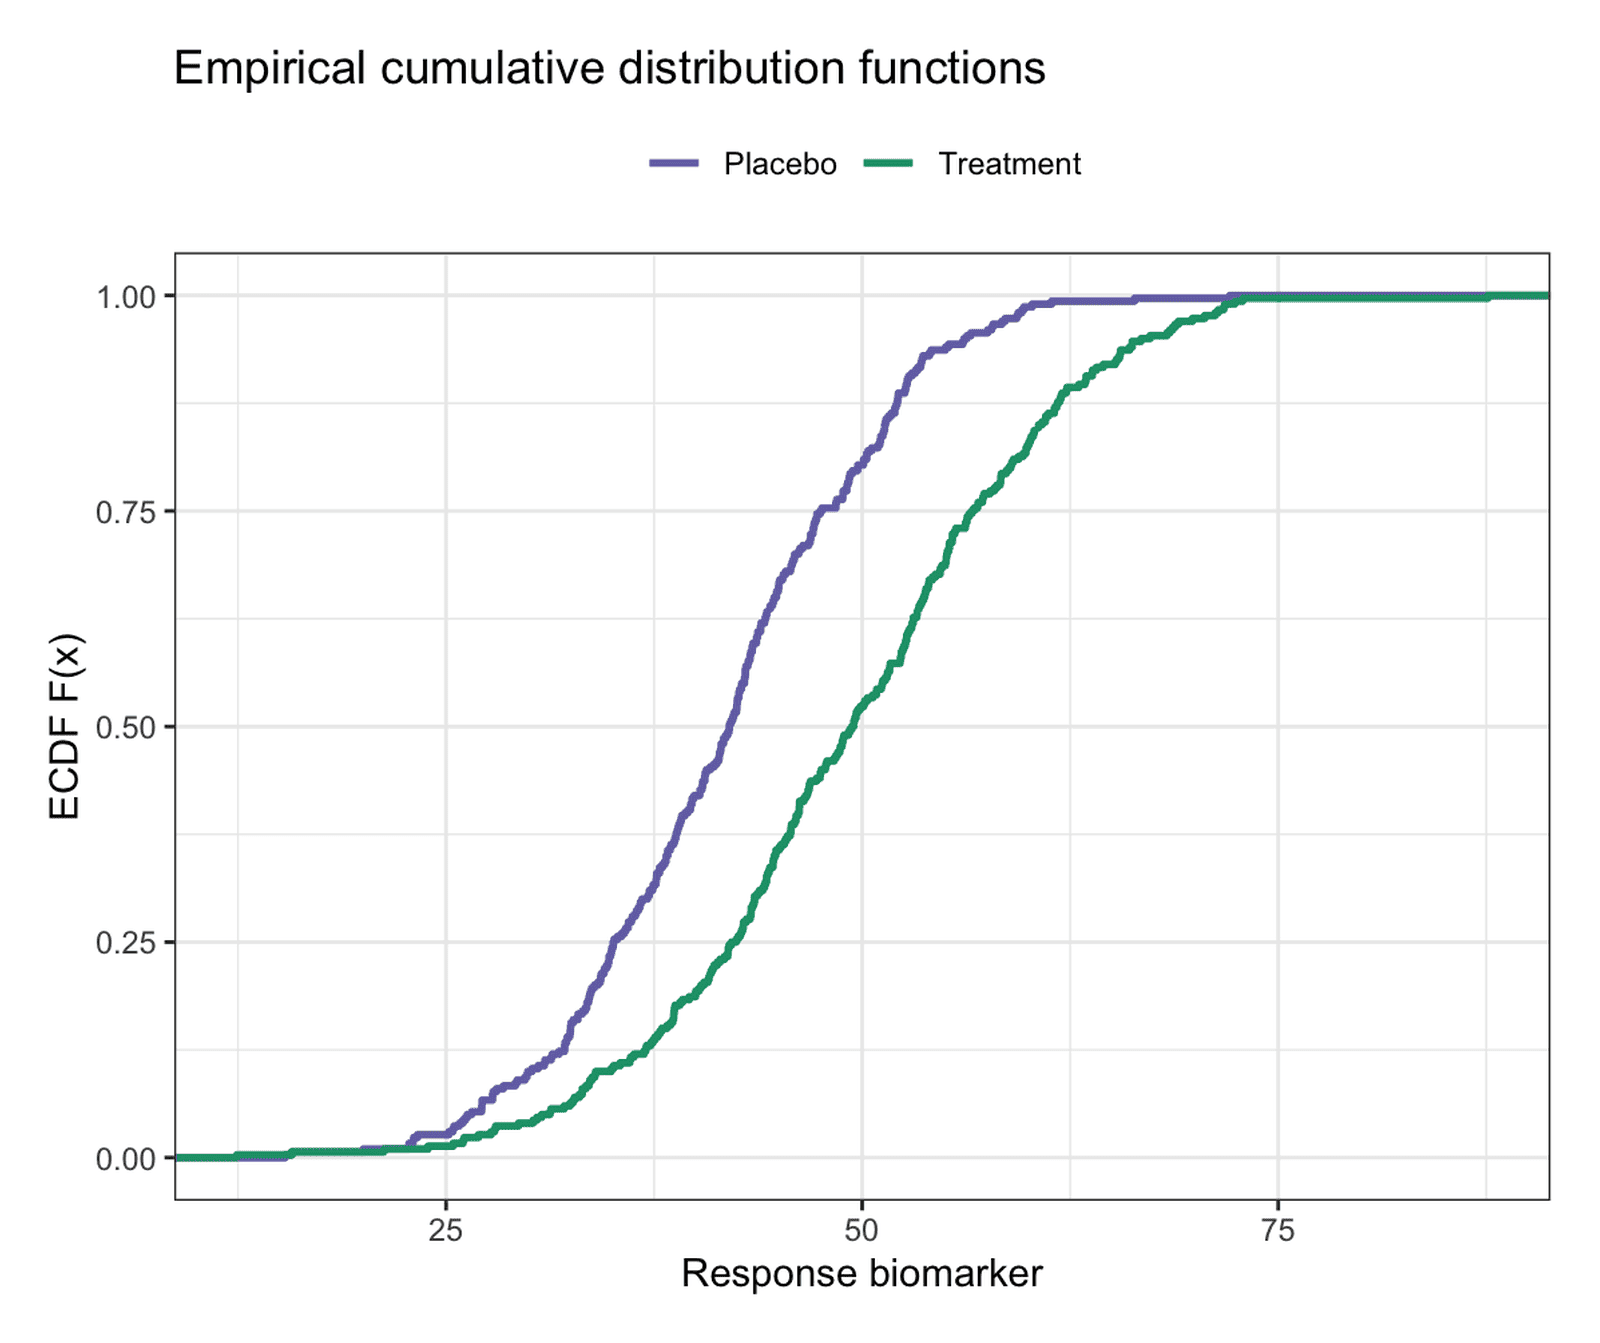 Empirical cumulative distribution functions
Placebo Treatment
1.00
0.75
0.50
0.25
0.00
ECDF F(x)
25 50 75
Response biomarker